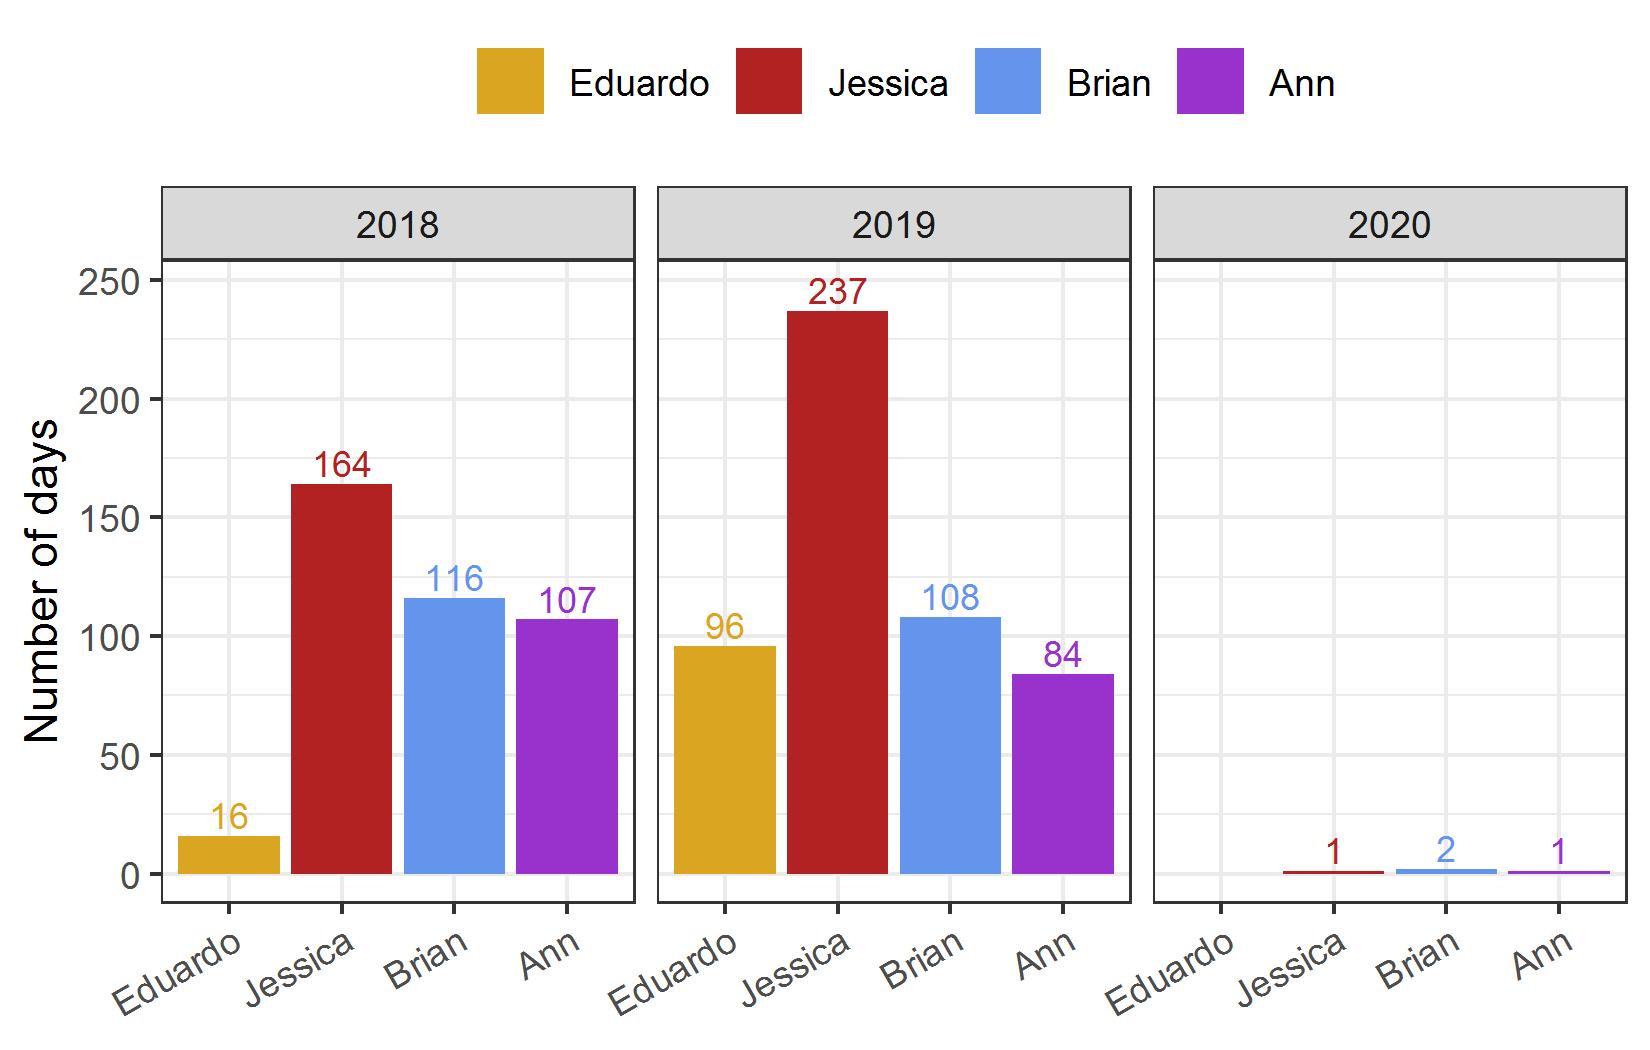 Eduardo Jessica Brian Ann
2018 2019 2020
Number of days
250
200
150
100
50
0
16 164 116 107
96 237 108 84
1 2 1
Eduardo Jessica Brian Ann
Eduardo Jessica Brian Ann
Eduardo Jessica Brian Ann